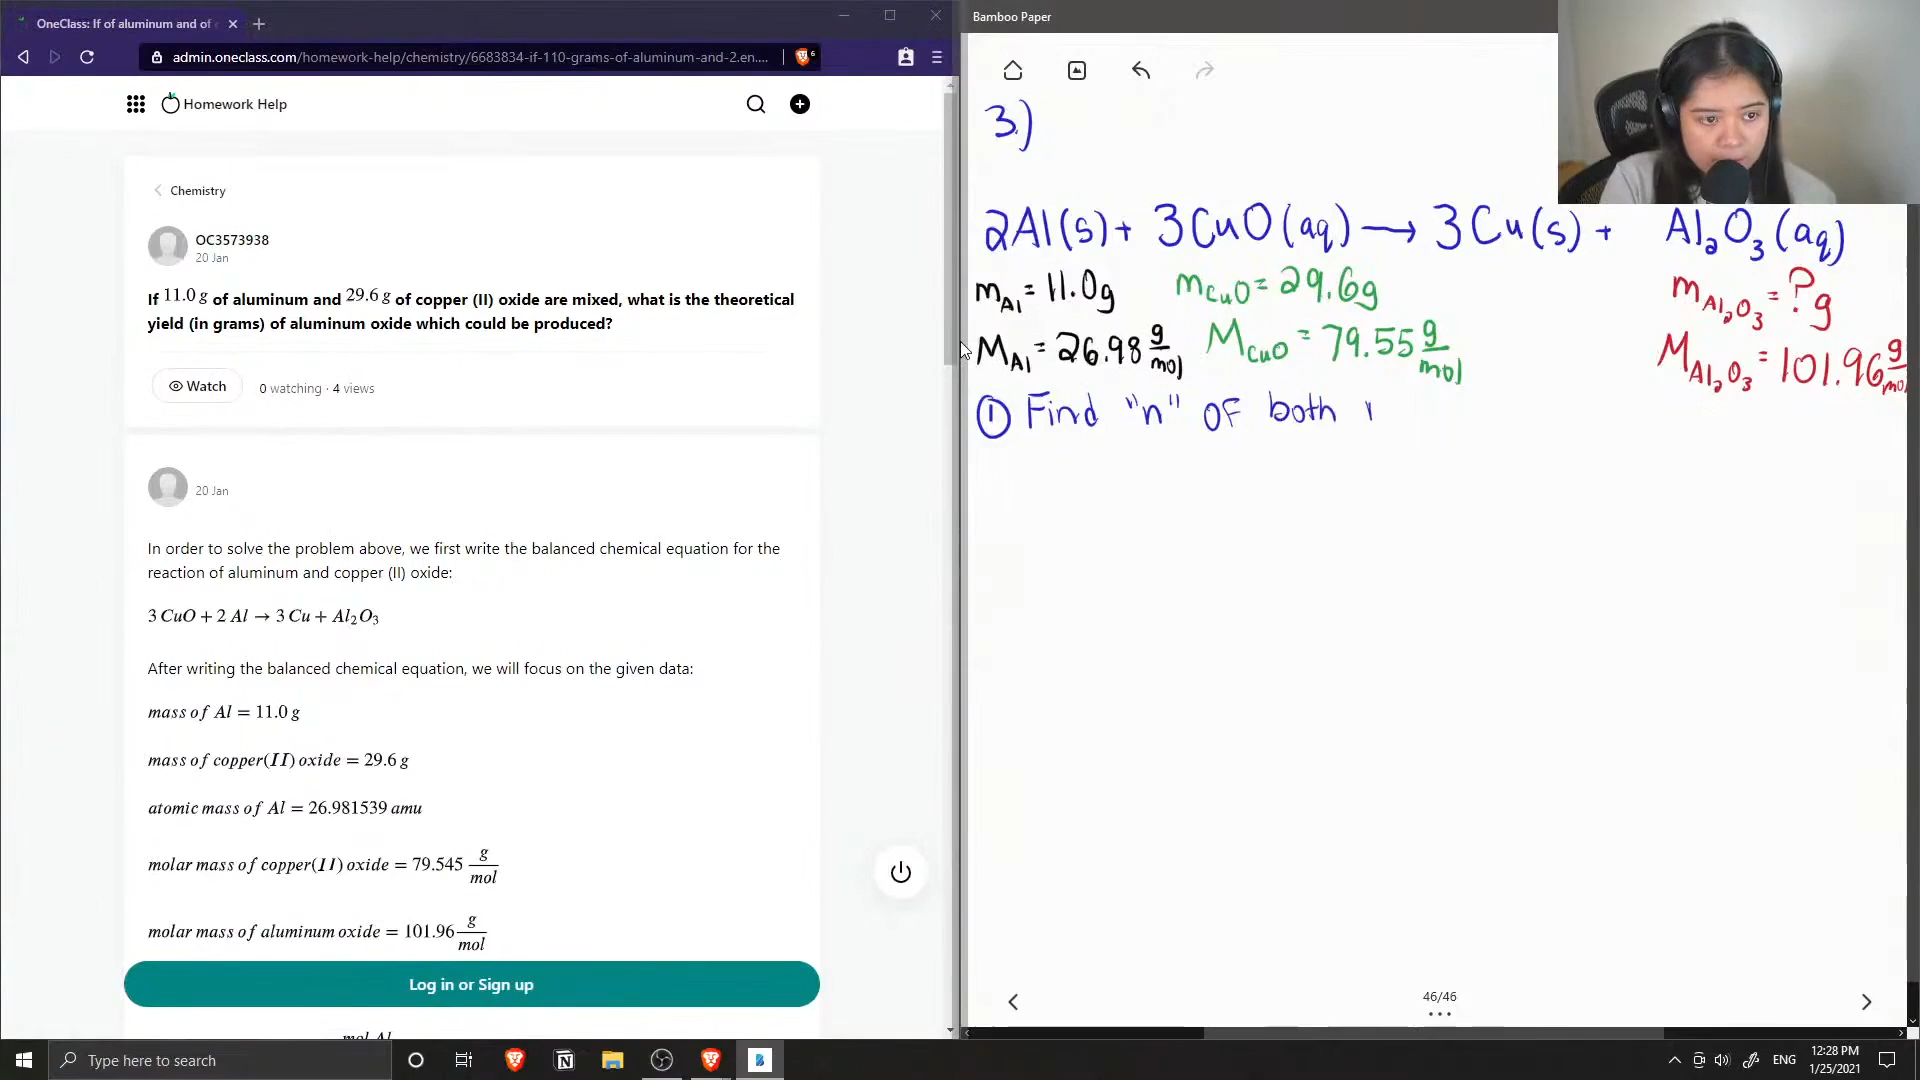 OneClass: If of aluminum and of
admin.oneclass.com/homework-help/chemistry/6683834-if-110-grams-of-aluminum-and-2.en....
6
Homework Help
Chemistry
OC3573938
20 Jan
If 11.0 g of aluminum and 29.6 g of copper (II) oxide are mixed, what is the theoretical
yield (in grams) of aluminum oxide which could be produced?
Watch
0 watching · 4 views
20 Jan
In order to solve the problem above, we first write the balanced chemical equation for the
reaction of aluminum and copper (II) oxide:
3 CuO + 2 Al → 3 Cu + Al₂O₃
After writing the balanced chemical equation, we will focus on the given data:
mass of Al = 11.0 g
mass of copper(II) oxide = 29.6 g
atomic mass of Al = 26.981539 amu
molar mass of copper(II) oxide = 79.545 g/mol
molar mass of aluminum oxide = 101.96 g/mol
Log in or Sign up
mol Al
Bamboo Paper
3.)
2Al(s) + 3CuO(aq) → 3Cu(s) + Al₂O₃(aq)
m Al = 11.0g m CuO = 29.6g m Al₂O₃ = ? g
M Al = 26.98 g/mol M CuO = 79.55 g/mol M Al₂O₃ = 101.96 g/mol
① Find "n" of both
46/46
Type here to search
ENG
12:28 PM
1/25/2021